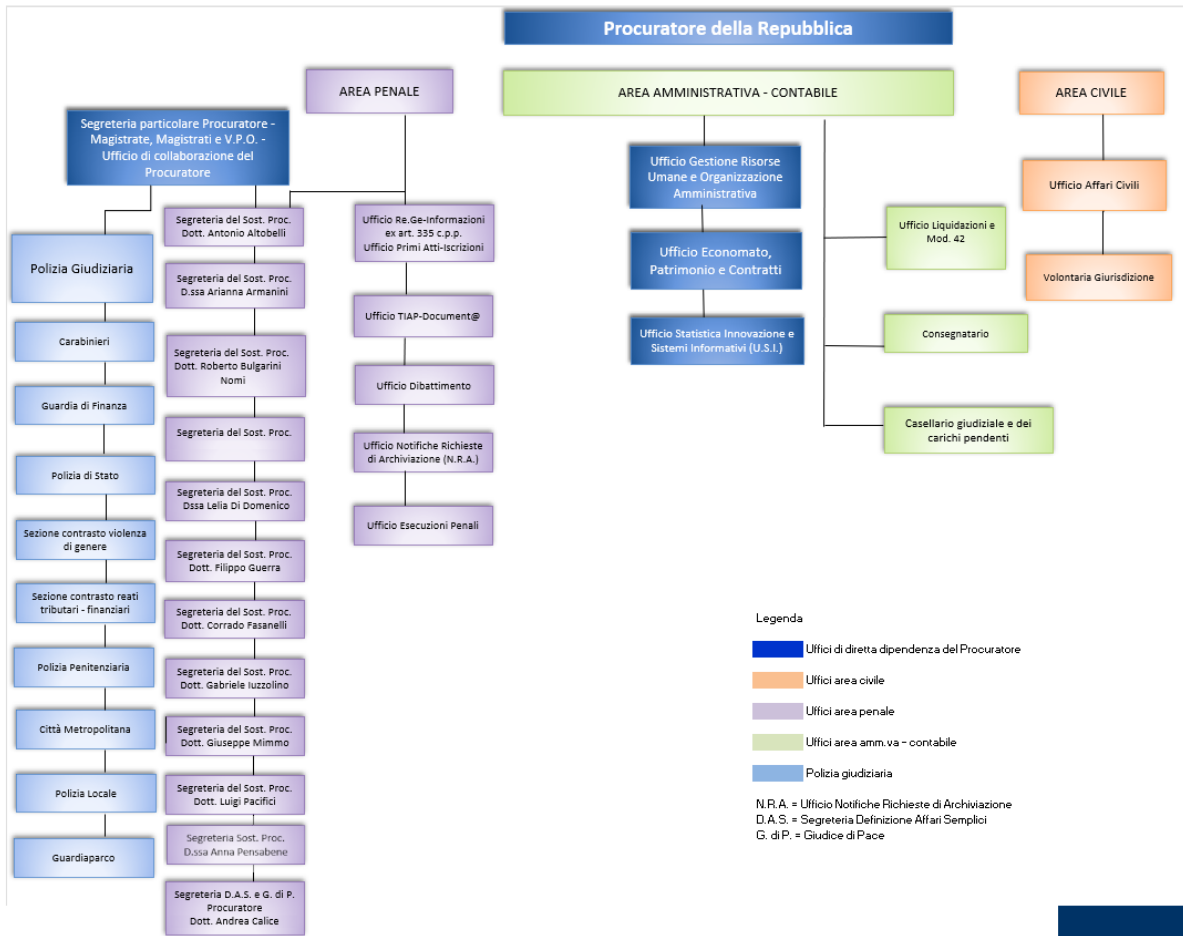 Procuratore della Repubblica
AREA PENALE
AREA AMMINISTRATIVA - CONTABILE
AREA CIVILE
Segreteria particolare Procuratore -
Magistrate, Magistrati e V.P.O. -
Ufficio di collaborazione del
Procuratore
Polizia Giudiziaria
Carabinieri
Guardia di Finanza
Polizia di Stato
Sezione contrasto violenza
di genere
Sezione contrasto reati
tributari - finanziari
Polizia Penitenziaria
Città Metropolitana
Polizia Locale
Guardiaparco
Segreteria del Sost. Proc.
Dott. Antonio Altobelli
Segreteria del Sost. Proc.
D.ssa Arianna Armanini
Segreteria del Sost. Proc.
Dott. Roberto Bulgarini
Nomi
Segreteria del Sost. Proc.
Segreteria del Sost. Proc.
Dssa Lelia Di Domenico
Segreteria del Sost. Proc.
Dott. Filippo Guerra
Segreteria del Sost. Proc.
Dott. Corrado Fasanelli
Segreteria del Sost. Proc.
Dott. Gabriele Iuzzolino
Segreteria del Sost. Proc.
Dott. Giuseppe Mimmo
Segreteria del Sost. Proc.
Dott. Luigi Pacifici
Segreteria Sost. Proc.
D.ssa Anna Pensabene
Segreteria D.A.S. e G. di P.
Procuratore
Dott. Andrea Calice
Ufficio Re.Ge-Informazioni
ex art. 335 c.p.p.
Ufficio Primi Atti-Iscrizioni
Ufficio TIAP-Document@
Ufficio Dibattimento
Ufficio Notifiche Richieste
di Archiviazione (N.R.A.)
Ufficio Esecuzioni Penali
Ufficio Gestione Risorse
Umane e Organizzazione
Amministrativa
Ufficio Economato,
Patrimonio e Contratti
Ufficio Statistica Innovazione e
Sistemi Informativi (U.S.I.)
Ufficio Liquidazioni e
Mod. 42
Consegnatario
Casellario giudiziale e dei
carichi pendenti
Ufficio Affari Civili
Volontaria Giurisdizione
Legenda
Uffici di diretta dipendenza del Procuratore
Uffici area civile
Uffici area penale
Uffici area amm.va - contabile
Polizia giudiziaria
N.R.A. = Ufficio Notifiche Richieste di Archiviazione
D.A.S. = Segreteria Definizione Affari Semplici
G. di P. = Giudice di Pace